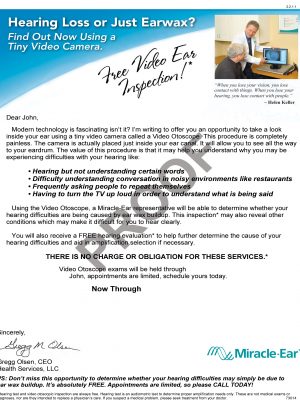 4211
Hearing Loss or Just Earwax?
Find Out Now Using a
Tiny Video Camera.
Free Video Ear
Inspection!*
"When you lose your vision, you lose
contact with things. When you lose your
hearing, you lose contact with people."
- Helen Keller
Dear John,
Modern technology is fascinating isn't it? I'm writing to offer you an opportunity to take a look
inside your ear using a tiny video camera called a Video Otoscope. This procedure is completely
painless. The camera is actually placed just inside your ear canal. It will allow you to see all the way
to your eardrum. The value of this procedure is that it may help us understand why you may be
experiencing difficulties with your hearing like:
• Hearing but not understanding certain words
• Difficulty understanding conversation in noisy environments like restaurants
• Frequently asking people to repeat themselves
• Having to turn the TV up loud in order to understand what is being said
PROOF
Using the Video Otoscope, a Miracle-Ear representative will be able to determine whether your
hearing difficulties are being caused by ear wax buildup. This inspection* may also reveal other
conditions which may make it difficult for you to hear clearly.
You will also receive a FREE hearing evaluation* to help further determine the cause of your
hearing difficulties and aid in amplification selection if necessary.
THERE IS NO CHARGE OR OBLIGATION FOR THESE SERVICES.*
Video Otoscope exams will be held through
John, appointments are limited, schedule yours today.
Now Through
Sincerely,
Gregg M. Olsen
Gregg Olsen, CEO
Health Services, LLC
Miracle-Ear
PS: Don't miss this opportunity to determine whether your hearing difficulties may simply be due to
ear wax buildup. It's absolutely FREE. Appointments are limited, so please CALL TODAY!